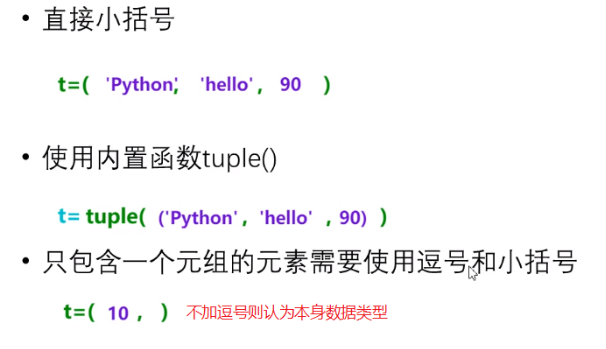 • 直接小括号
t=( 'Python', 'hello', 90 )
• 使用内置函数tuple()
t= tuple( ('Python', 'hello' , 90) )
• 只包含一个元组的元素需要使用逗号和小括号
t=( 10 , ) 不加逗号则认为本身数据类型